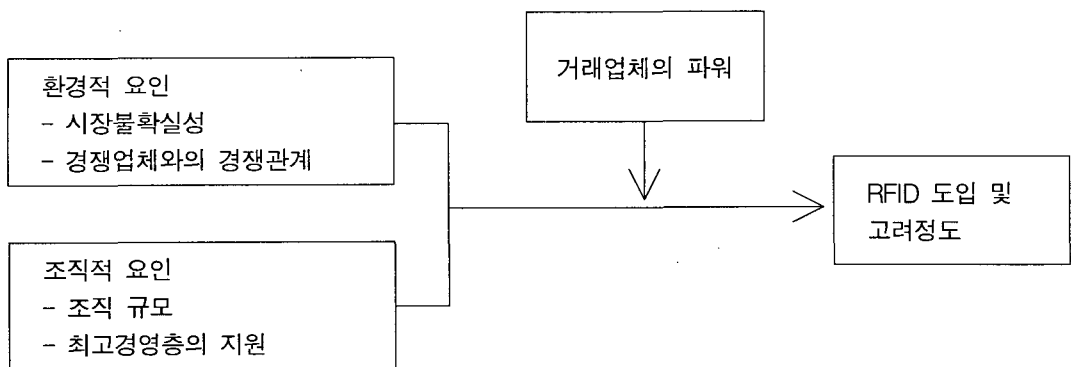 환경적 요인
- 시장불확실성
- 경쟁업체와의 경쟁관계
조직적 요인
- 조직 규모
- 최고경영층의 지원
거래업체의 파워
RFID 도입 및
고려정도